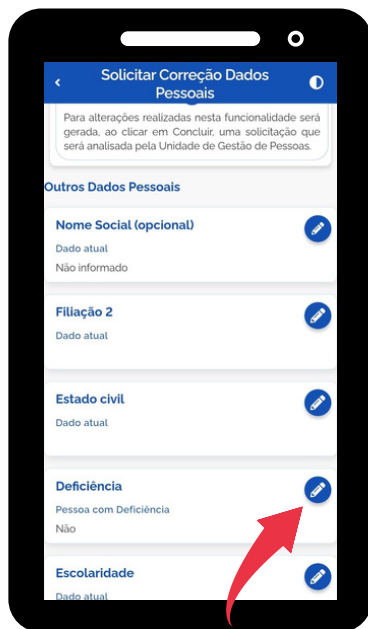 Solicitar Correção Dados
Pessoais
Para alterações realizadas nesta funcionalidade será
gerada, ao clicar em Concluir, uma solicitação que
será analisada pela Unidade de Gestão de Pessoas.
Outros Dados Pessoais
Nome Social (opcional)
Dado atual
Não informado
Filiação 2
Dado atual
Estado civil
Dado atual
Deficiência
Pessoa com Deficiência
Não
Escolaridade
Dado atual